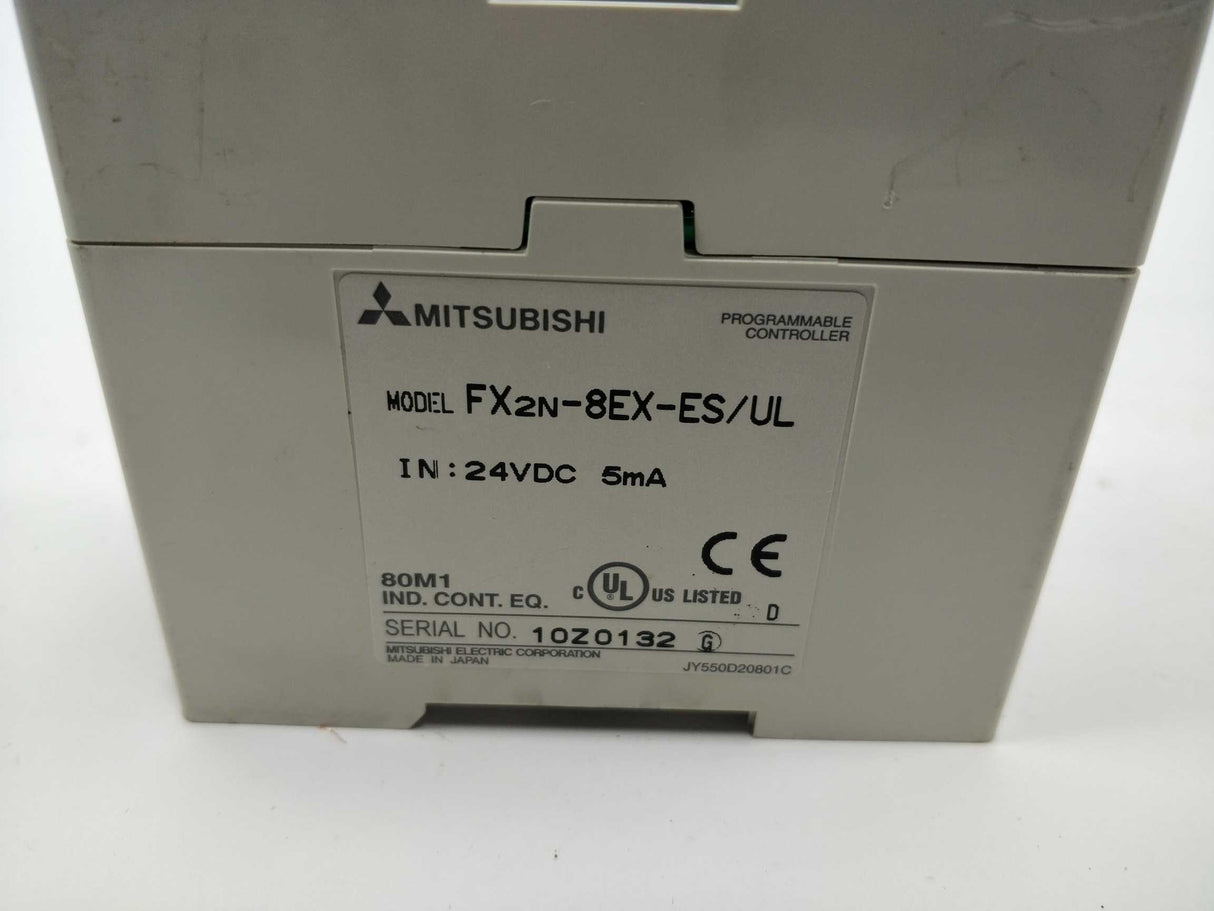 MITSUBISHI
PROGRAMMABLE
CONTROLLER
MODEL FX2N-8EX-ES/UL
IN:24VDC 5mA
CE
80M1
IND. CONT. EQ.
C UL ® US LISTED
D
SERIAL NO. 10Z0132 G
MITSUBISHI ELECTRIC CORPORATION
MADE IN JAPAN
JY550D20801C